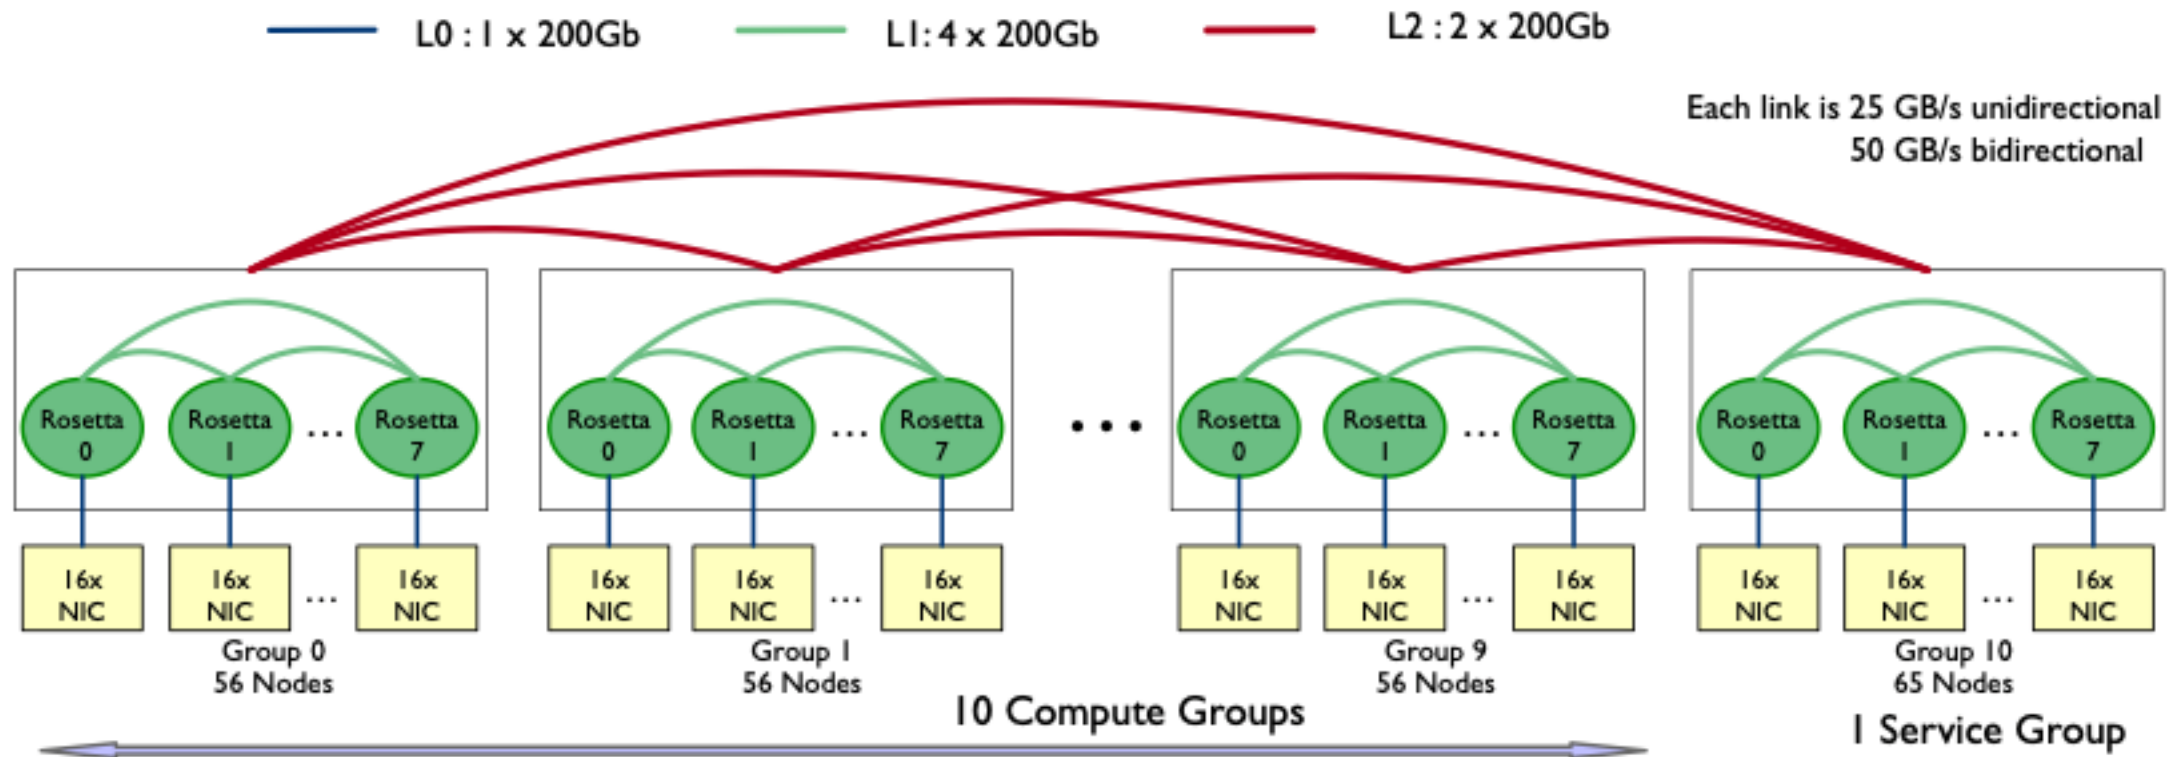 L0 : 1 x 200Gb
L1: 4 x 200Gb
L2 : 2 x 200Gb
Each link is 25 GB/s unidirectional
50 GB/s bidirectional
Rosetta 0
Rosetta 1
...
Rosetta 7
Rosetta 0
Rosetta 1
...
Rosetta 7
...
Rosetta 0
Rosetta 1
...
Rosetta 7
Rosetta 0
Rosetta 1
...
Rosetta 7
16x NIC
16x NIC
...
16x NIC
16x NIC
16x NIC
...
16x NIC
16x NIC
16x NIC
...
16x NIC
16x NIC
16x NIC
...
16x NIC
Group 0
56 Nodes
Group 1
56 Nodes
Group 9
56 Nodes
Group 10
65 Nodes
10 Compute Groups
1 Service Group